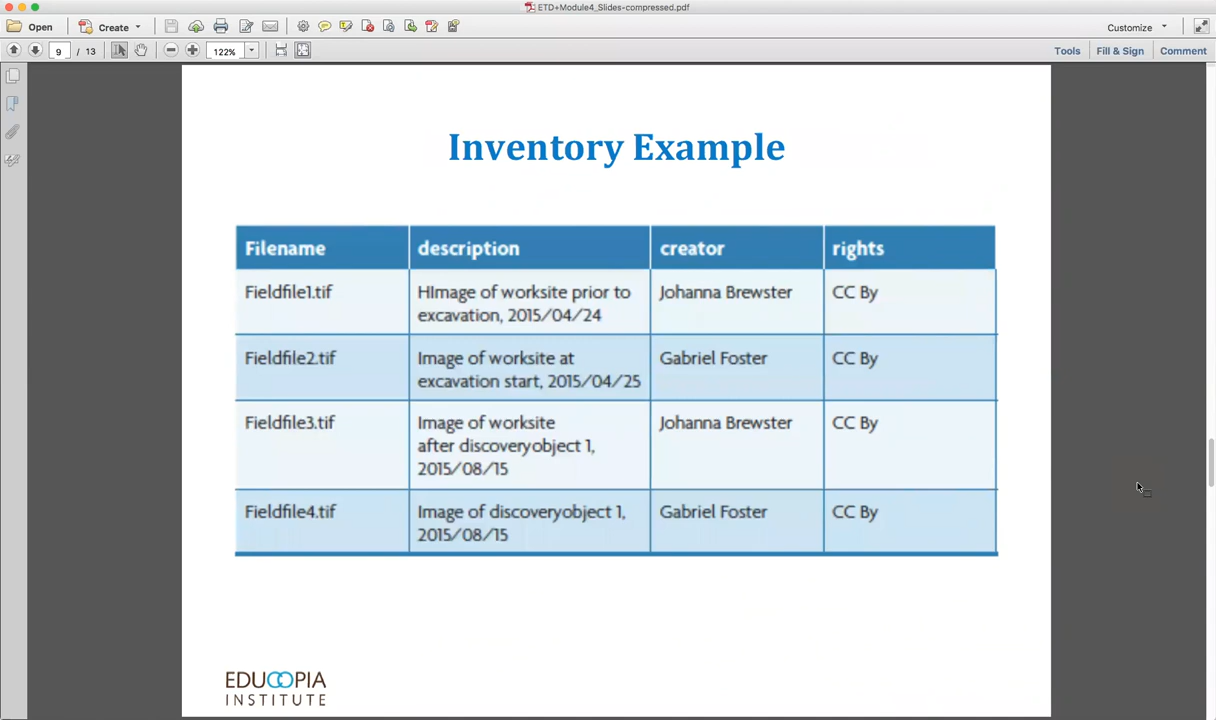 ETD+Module4_Slides-compressed.pdf
Open
Create
Customize
9 / 13
122%
Tools
Fill & Sign
Comment
Inventory Example
Filename description creator rights
Fieldfile1.tif HImage of worksite prior to Johanna Brewster CC By
excavation, 2015/04/24
Fieldfile2.tif Image of worksite at Gabriel Foster CC By
excavation start, 2015/04/25
Fieldfile3.tif Image of worksite Johanna Brewster CC By
after discoveryobject 1,
2015/08/15
Fieldfile4.tif Image of discoveryobject 1, Gabriel Foster CC By
2015/08/15
EDUCOPIA
INSTITUTE